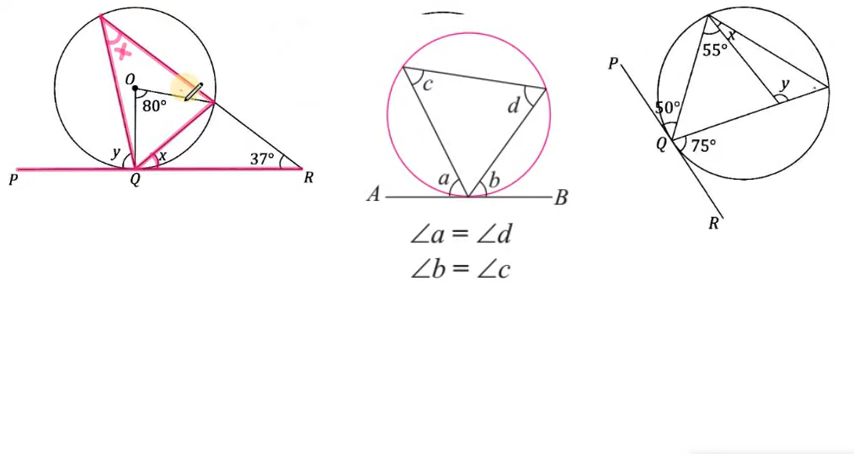 x
O
80°
y
x
37°
P
Q
R
c
d
a
b
A
B
∠a = ∠d
∠b = ∠c
x
55°
P
y
50°
Q
75°
R